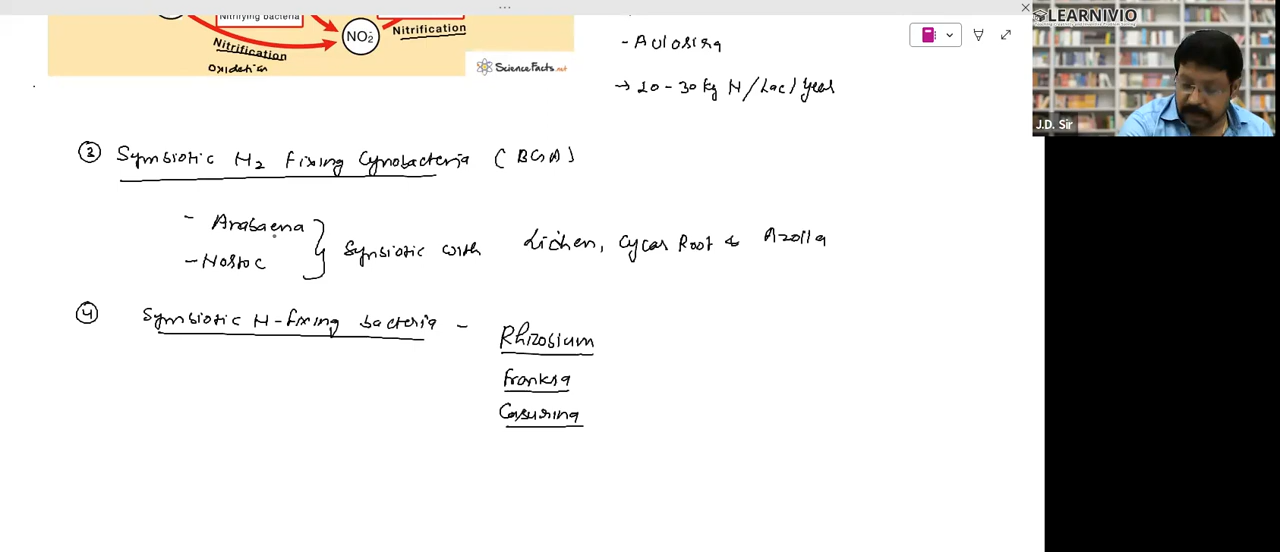 Nitrifying bacteria
Nitrification
Nitrification
NO2-
oxidation
ScienceFacts.net
LEARNIVIO
J.D. Sir
- Aulosira
→ 20 - 30 kg N / hac / year
③ Symbiotic N2 fixing Cynobacteria (BGA)
- Anabaena
- Nostoc
Symbiotic with Lichen, Cycas Root & Azolla
④ Symbiotic N-fixing bacteria - Rhizobium
Frankia
Casurina